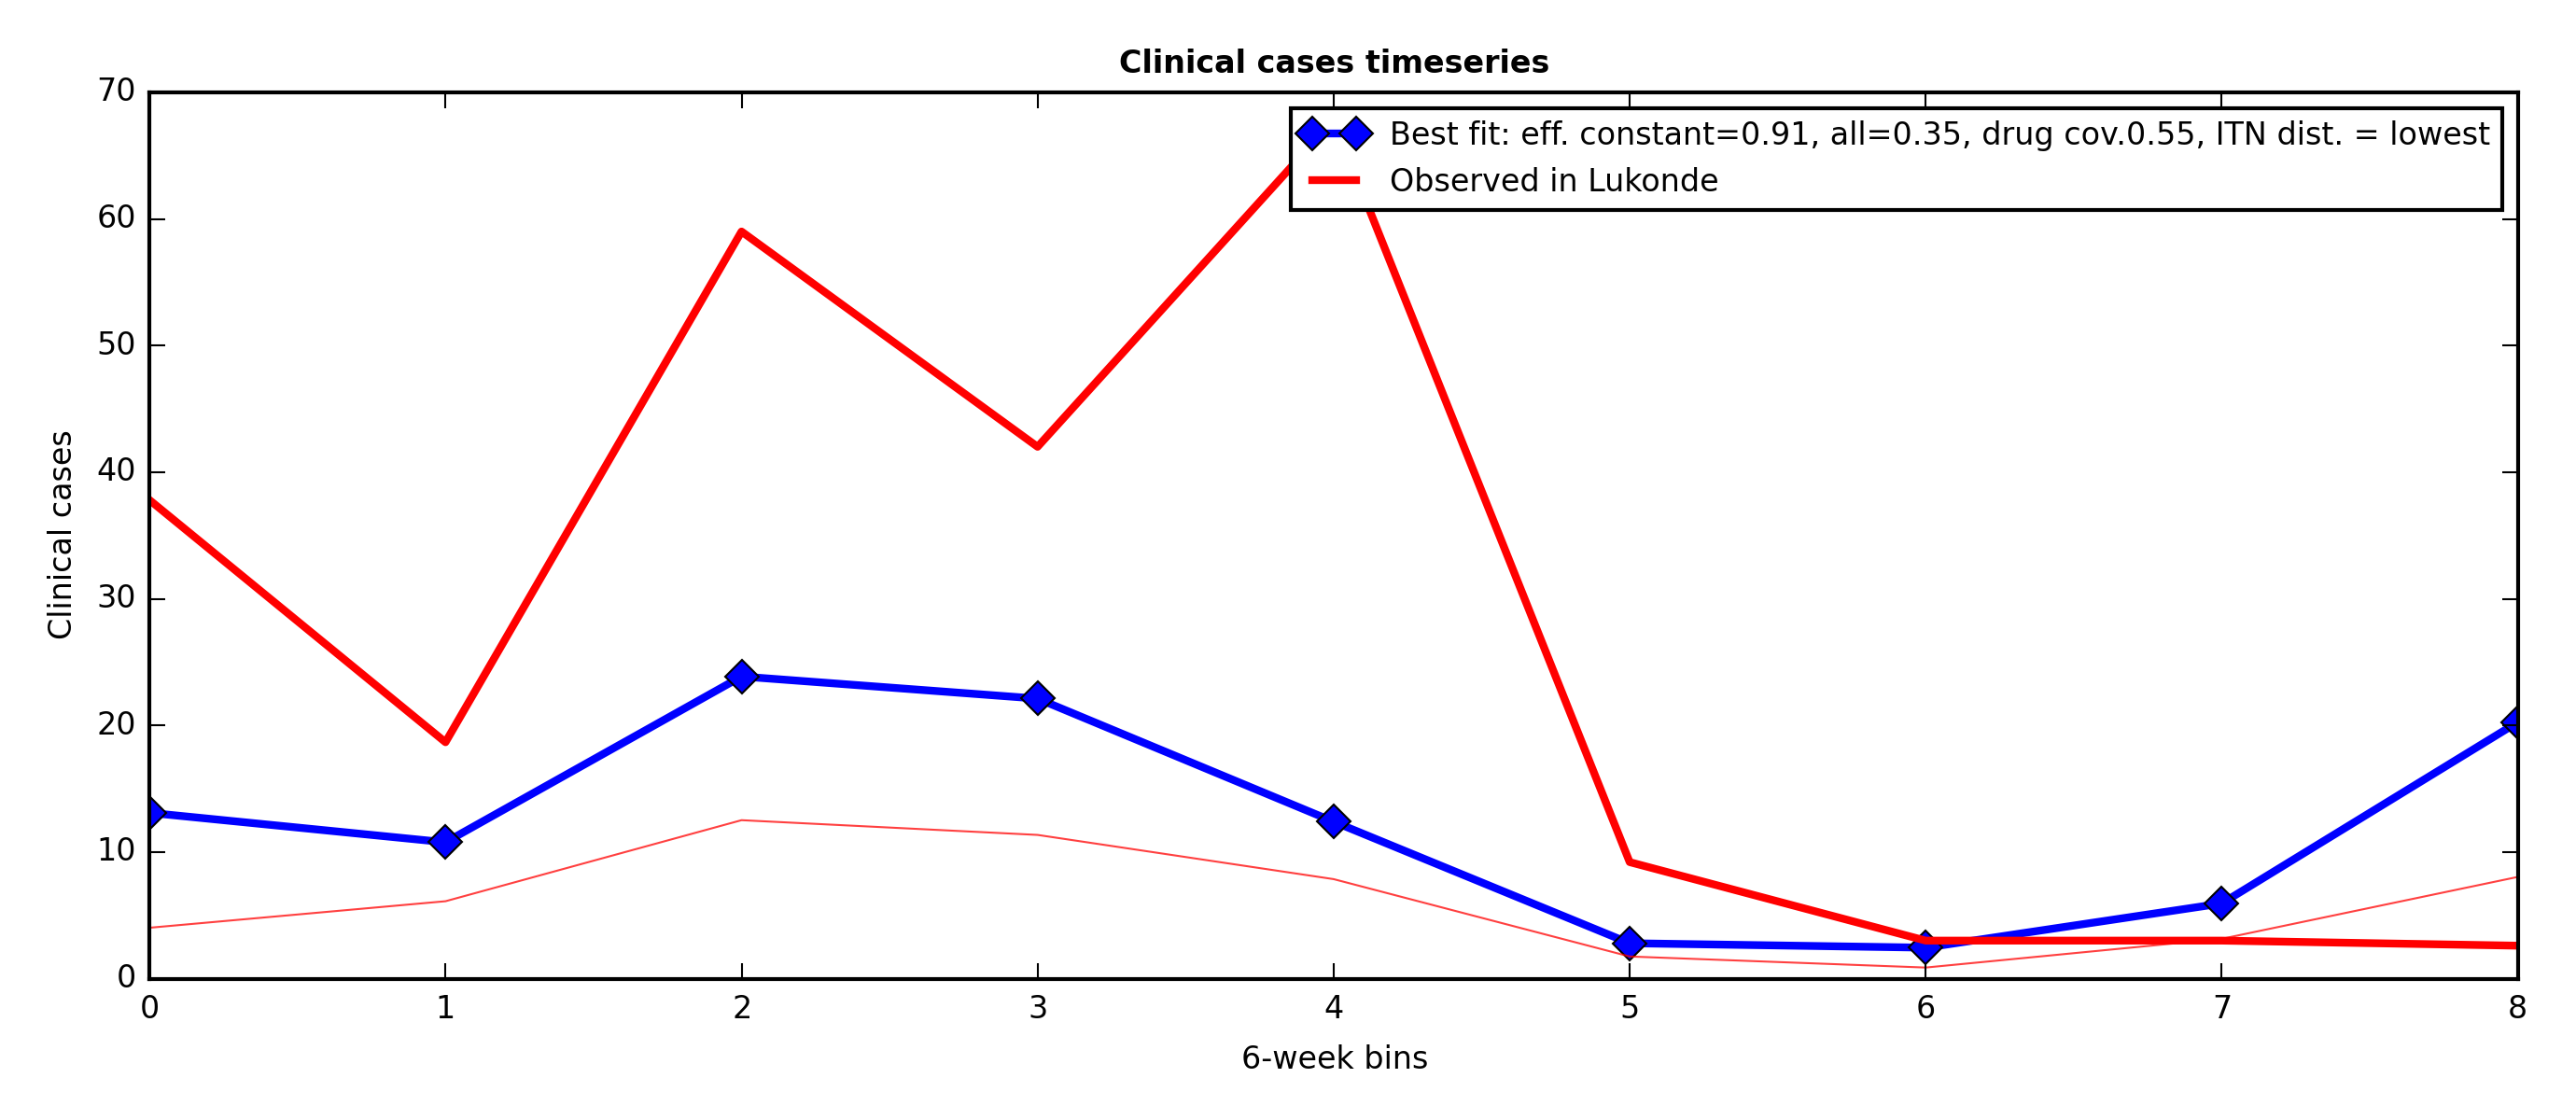 Clinical cases timeseries
70
60
50
40
30
20
10
0
Clinical cases
Best fit: eff. constant=0.91, all=0.35, drug cov.0.55, ITN dist. = lowest
Observed in Lukonde
0 1 2 3 4 5 6 7 8
6-week bins